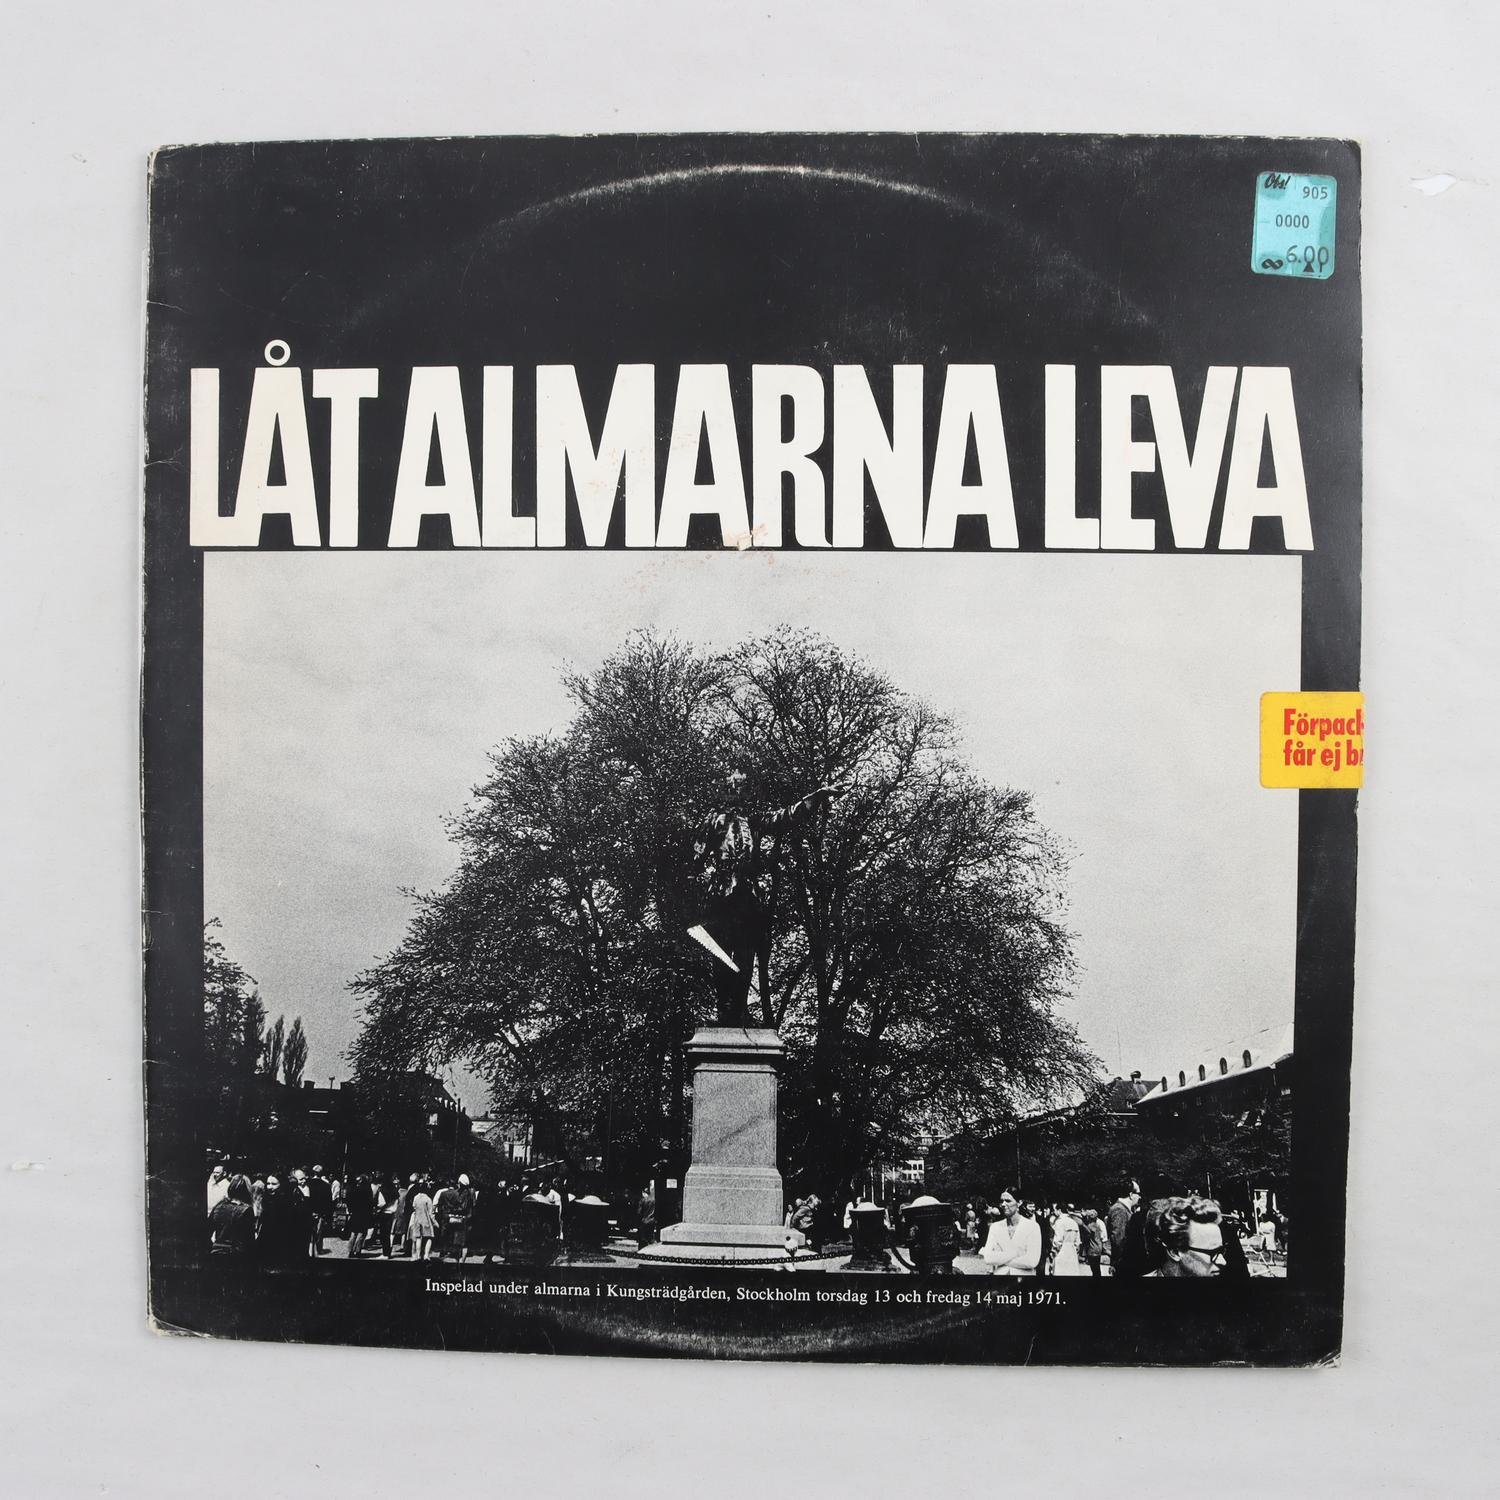 Obs! 905
0000
6.00
LÅT ALMARNA LEVA
Förpack
får ej br
Inspelad under almarna i Kungsträdgården, Stockholm torsdag 13 och fredag 14 maj 1971.